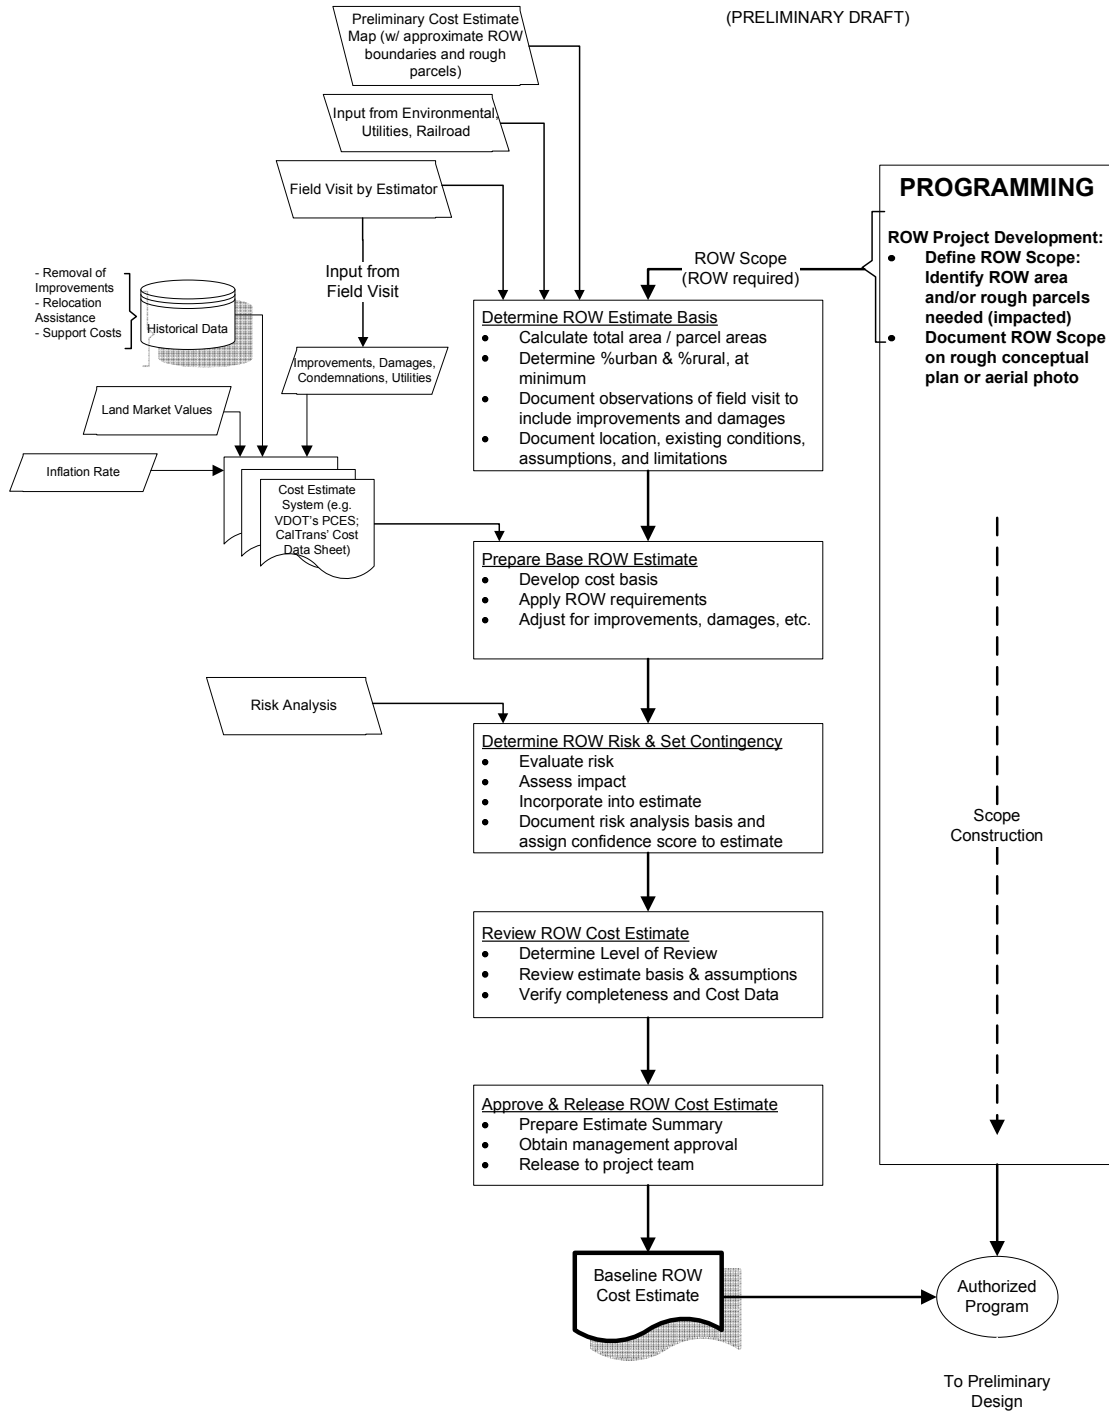 (PRELIMINARY DRAFT)
Preliminary Cost Estimate
Map (w/ approximate ROW
boundaries and rough
parcels)
Input from Environmental,
Utilities, Railroad
Field Visit by Estimator
Input from
Field Visit
- Removal of
Improvements
- Relocation
Assistance
- Support Costs
Historical Data
Improvements, Damages,
Condemnations, Utilities
Land Market Values
Inflation Rate
Cost Estimate
System (e.g.
VDOT's PCES;
CalTrans' Cost
Data Sheet)
ROW Scope
(ROW required)
Determine ROW Estimate Basis
• Calculate total area / parcel areas
• Determine %urban & %rural, at
minimum
• Document observations of field visit to
include improvements and damages
• Document location, existing conditions,
assumptions, and limitations
Prepare Base ROW Estimate
• Develop cost basis
• Apply ROW requirements
• Adjust for improvements, damages, etc.
Risk Analysis
Determine ROW Risk & Set Contingency
• Evaluate risk
• Assess impact
• Incorporate into estimate
• Document risk analysis basis and
assign confidence score to estimate
Review ROW Cost Estimate
• Determine Level of Review
• Review estimate basis & assumptions
• Verify completeness and Cost Data
Approve & Release ROW Cost Estimate
• Prepare Estimate Summary
• Obtain management approval
• Release to project team
Baseline ROW
Cost Estimate
PROGRAMMING
ROW Project Development:
• Define ROW Scope:
Identify ROW area
and/or rough parcels
needed (impacted)
• Document ROW Scope
on rough conceptual
plan or aerial photo
Scope
Construction
Authorized
Program
To Preliminary
Design